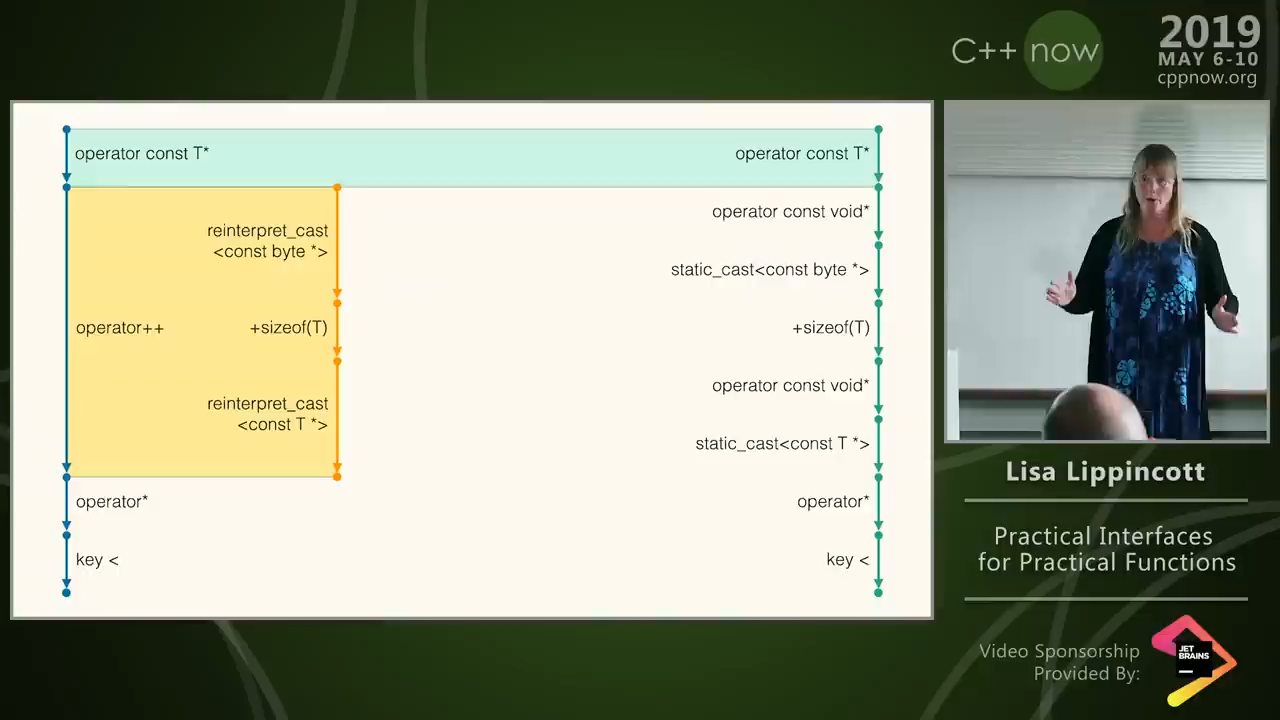 C++ now
2019
MAY 6-10
cppnow.org
operator const T*
operator const T*
operator const void*
reinterpret_cast
<const byte *>
static_cast<const byte *>
operator++
+sizeof(T)
+sizeof(T)
operator const void*
reinterpret_cast
<const T *>
static_cast<const T *>
operator*
operator*
key <
key <
Lisa Lippincott
Practical Interfaces
for Practical Functions
Video Sponsorship
Provided By:
JET
BRAINS